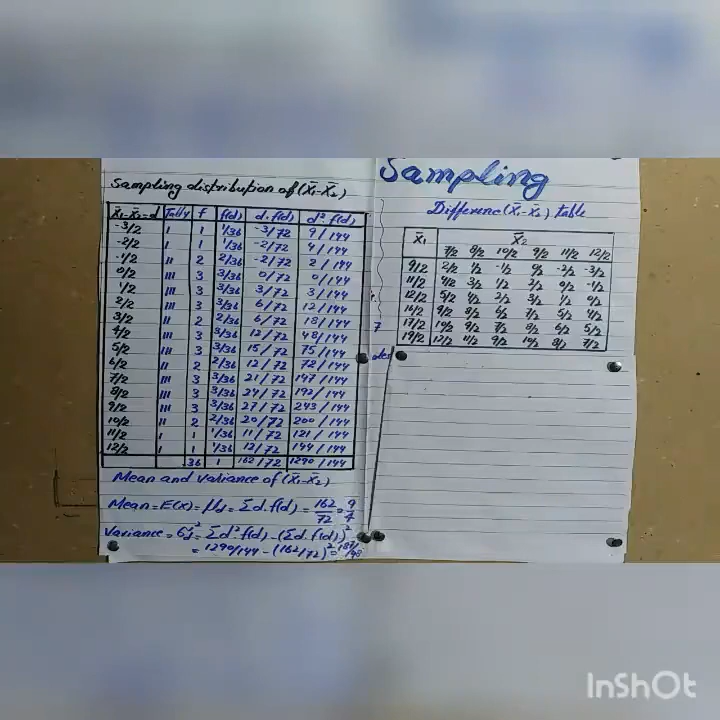 Sampling distribution of (X̄₁-X̄₂)
X̄₁-X̄₂=d Tally f f(d) d.f(d) d².f(d)
-3/2 I 1 1/36 -3/72 9/144
-2/2 I 1 1/36 -2/72 4/144
-1/2 II 2 2/36 -2/72 2/144
0/2 III 3 3/36 0/72 0/144
1/2 III 3 3/36 3/72 3/144
2/2 III 3 3/36 6/72 12/144
3/2 II 2 2/36 6/72 18/144
4/2 III 3 3/36 12/72 48/144
5/2 III 3 3/36 15/72 75/144
6/2 II 2 2/36 12/72 72/144
7/2 III 3 3/36 21/72 147/144
8/2 III 3 3/36 24/72 192/144
9/2 III 3 3/36 27/72 243/144
10/2 II 2 2/36 20/72 200/144
11/2 I 1 1/36 11/72 121/144
12/2 I 1 1/36 12/72 144/144
36 1 162/72 1290/144
Mean and variance of (X̄₁-X̄₂)
Mean=E(X)=μd=Σd.f(d)=162/72=9/
Variance=σd²=Σd².f(d)-(Σd.f(d))²
=1290/144-(162/72)²=
Sampling
Difference (X̄₁-X̄₂) table
X̄₁ X̄₂
7/2 8/2 10/2 9/2 11/2 12/2
9/2 2/2 1/2 -1/2 0/2 -2/2 -3/2
11/2 4/2 3/2 1/2 2/2 0/2 -1/2
12/2 5/2 4/2 2/2 3/2 1/2 0/2
16/2 9/2 8/2 6/2 7/2 5/2 4/2
17/2 10/2 9/2 7/2 8/2 6/2 5/2
19/2 12/2 11/2 9/2 10/2 8/2 7/2
InShOt